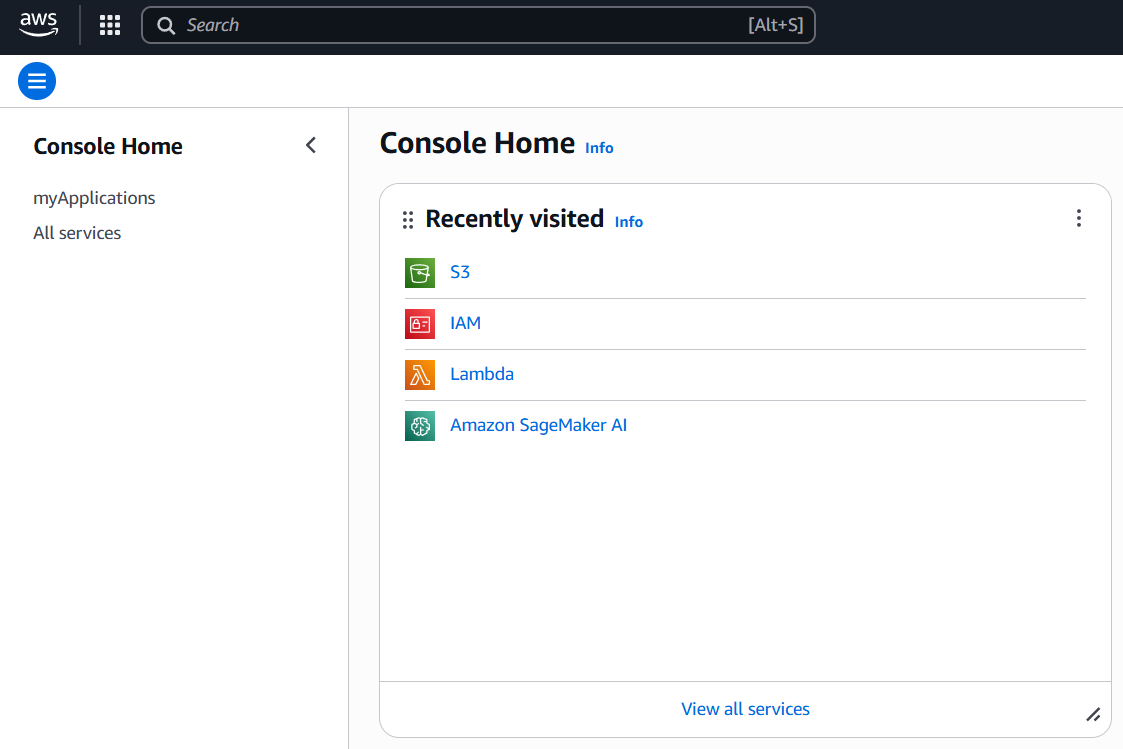 aws
Search [Alt+S]
Console Home
myApplications
All services
Console Home Info
Recently visited Info
S3
IAM
Lambda
Amazon SageMaker AI
View all services